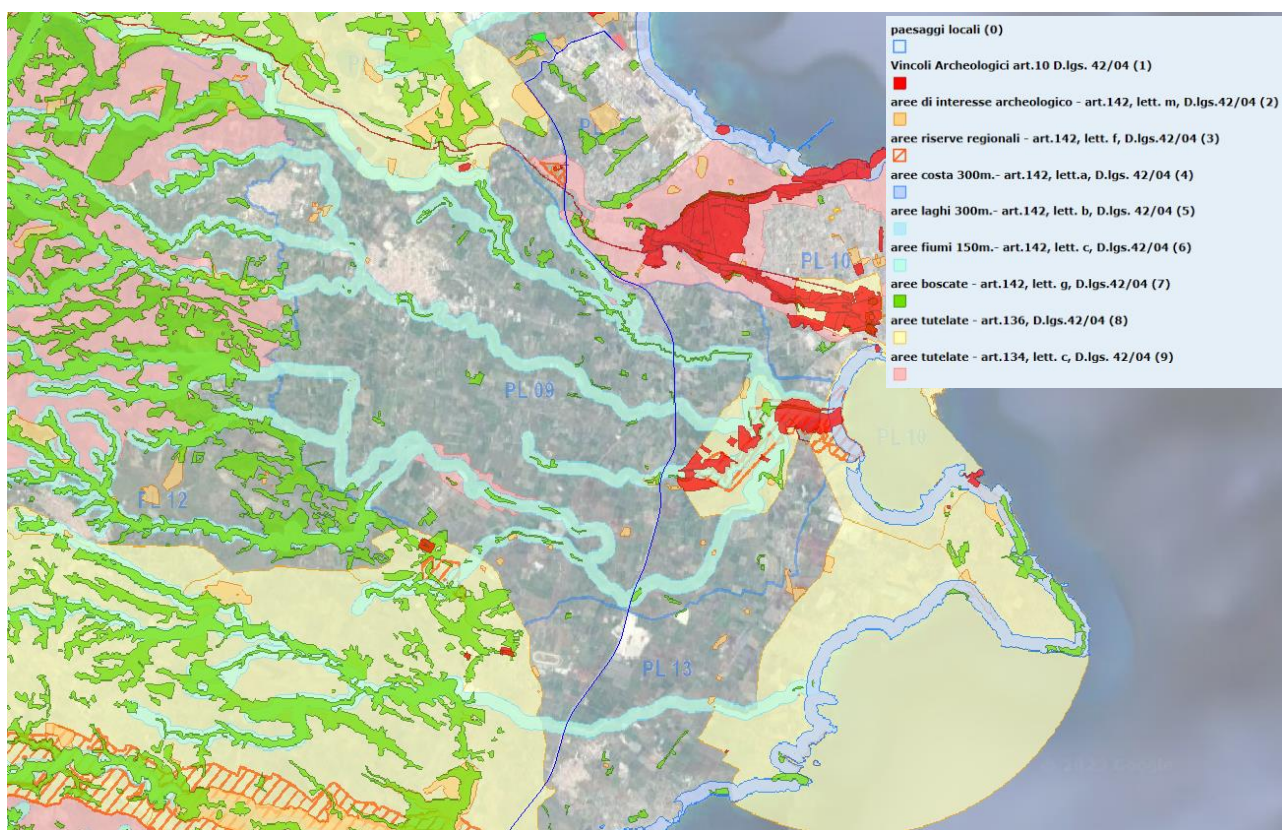 paesaggi locali (0)
Vincoli Archeologici art.10 D.lgs. 42/04 (1)
aree di interesse archeologico - art.142, lett. m, D.lgs.42/04 (2)
aree riserve regionali - art.142, lett. f, D.lgs.42/04 (3)
aree costa 300m.- art.142, lett.a, D.lgs. 42/04 (4)
aree laghi 300m.- art.142, lett. b, D.lgs. 42/04 (5)
aree fiumi 150m.- art.142, lett. c, D.lgs.42/04 (6)
aree boscate - art.142, lett. g, D.lgs.42/04 (7)
aree tutelate - art.136, D.lgs.42/04 (8)
aree tutelate - art.134, lett. c, D.lgs. 42/04 (9)
PL
PL
PL 10
PL 09
PL 10
PL 12
PL 13